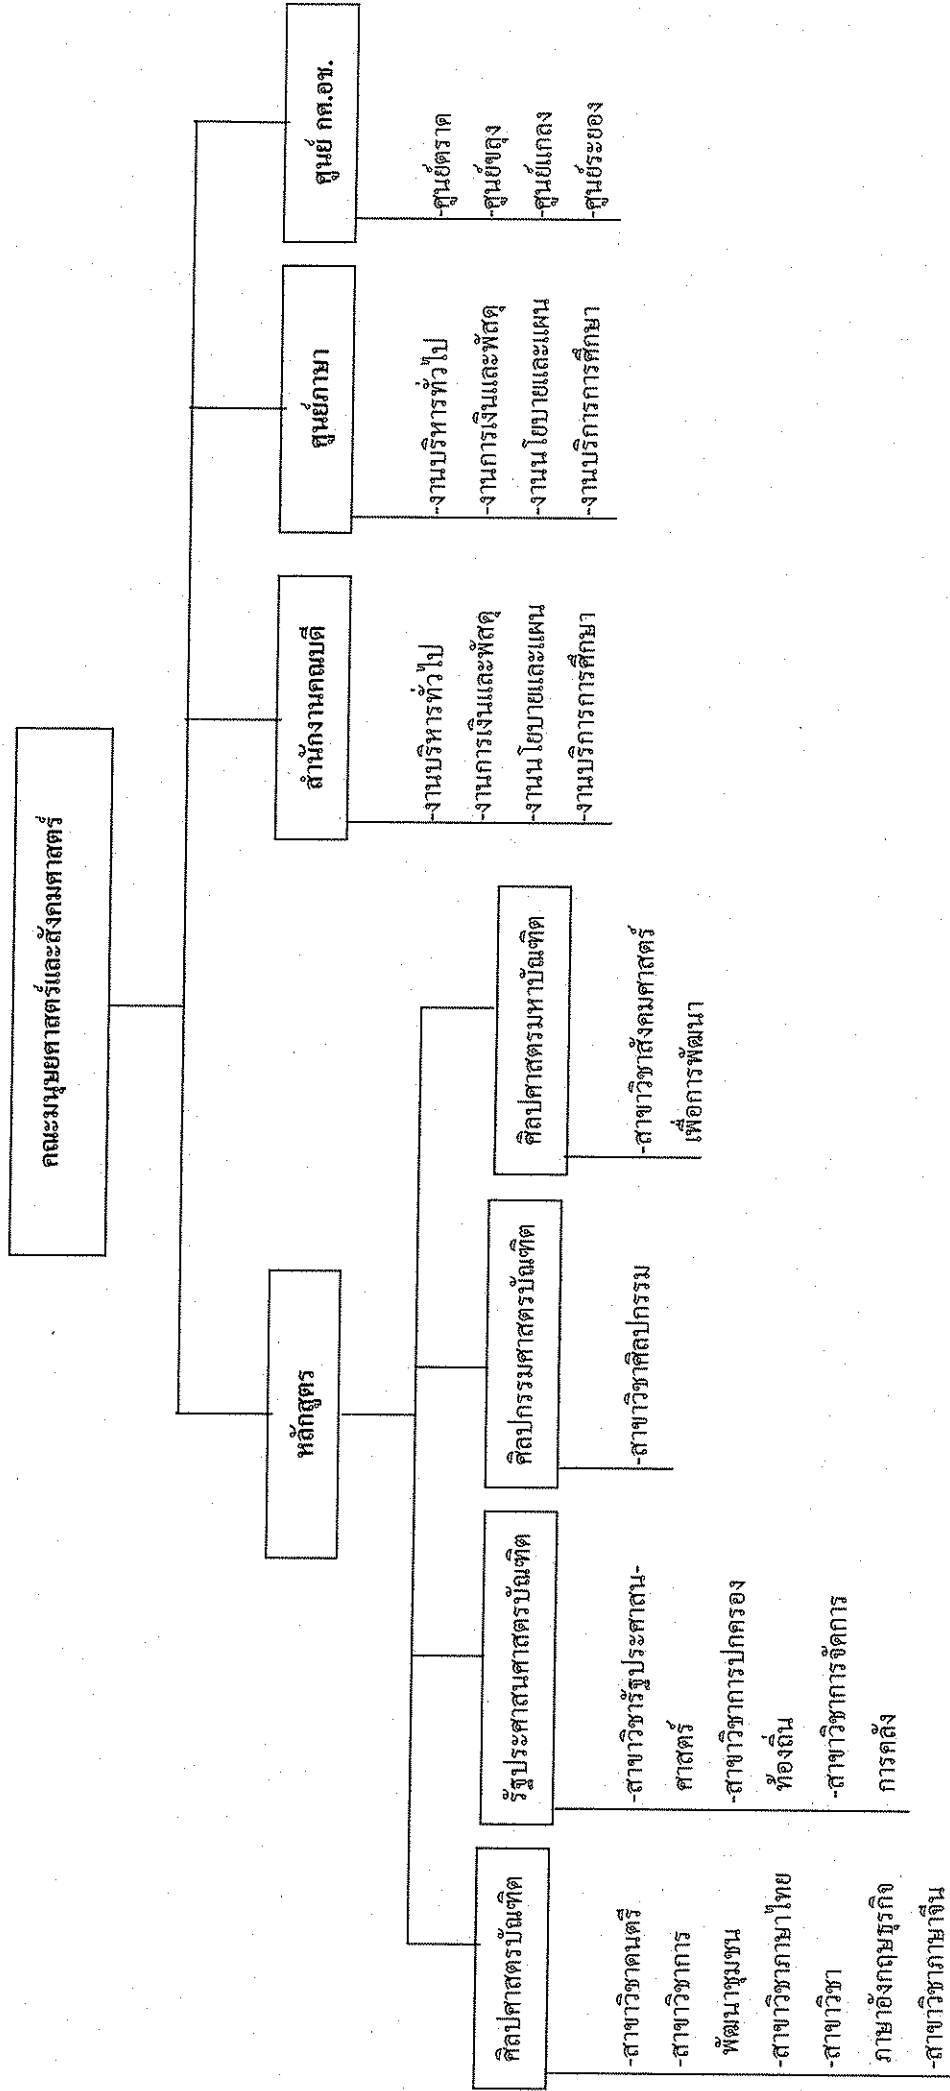 คณะมนุษยศาสตร์และสังคมศาสตร์
หลักสูตร
สำนักงานคณบดี
ศูนย์ภาษา
ศูนย์ กศ.อช.
ศิลปศาสตรบัณฑิต
-สาขาวิชาดนตรี
-สาขาวิชาการ
พัฒนาชุมชน
-สาขาวิชาภาษาไทย
-สาขาวิชา
ภาษาอังกฤษธุรกิจ
-สาขาวิชาภาษาจีน
รัฐประศาสนศาสตรบัณฑิต
-สาขาวิชารัฐประศาสน-
ศาสตร์
-สาขาวิชาการปกครอง
ท้องถิ่น
-สาขาวิชาการจัดการ
การคลัง
ศิลปกรรมศาสตรบัณฑิต
-สาขาวิชาศิลปกรรม
ศิลปศาสตรมหาบัณฑิต
-สาขาวิชาสังคมศาสตร์
เพื่อการพัฒนา
-งานบริหารทั่วไป
-งานการเงินและพัสดุ
-งานนโยบายและแผน
-งานบริการการศึกษา
-งานบริหารทั่วไป
-งานการเงินและพัสดุ
-งานนโยบายและแผน
-งานบริการการศึกษา
-ศูนย์ตราด
-ศูนย์ขลุง
-ศูนย์แกลง
-ศูนย์ระยอง